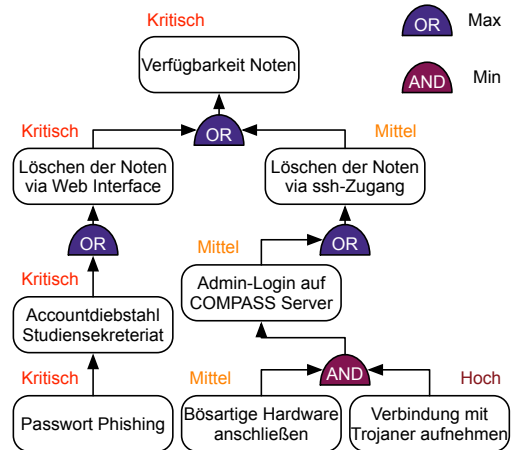 Kritisch
OR
Max
Verfügbarkeit Noten
AND
Min
Kritisch
OR
Mittel
Löschen der Noten
via Web Interface
Löschen der Noten
via ssh-Zugang
OR
Mittel
OR
Kritisch
Admin-Login auf
COMPASS Server
Accountdiebstahl
Studiensekreteriat
Kritisch
Mittel
AND
Hoch
Passwort Phishing
Bösartige Hardware
anschließen
Verbindung mit
Trojaner aufnehmen